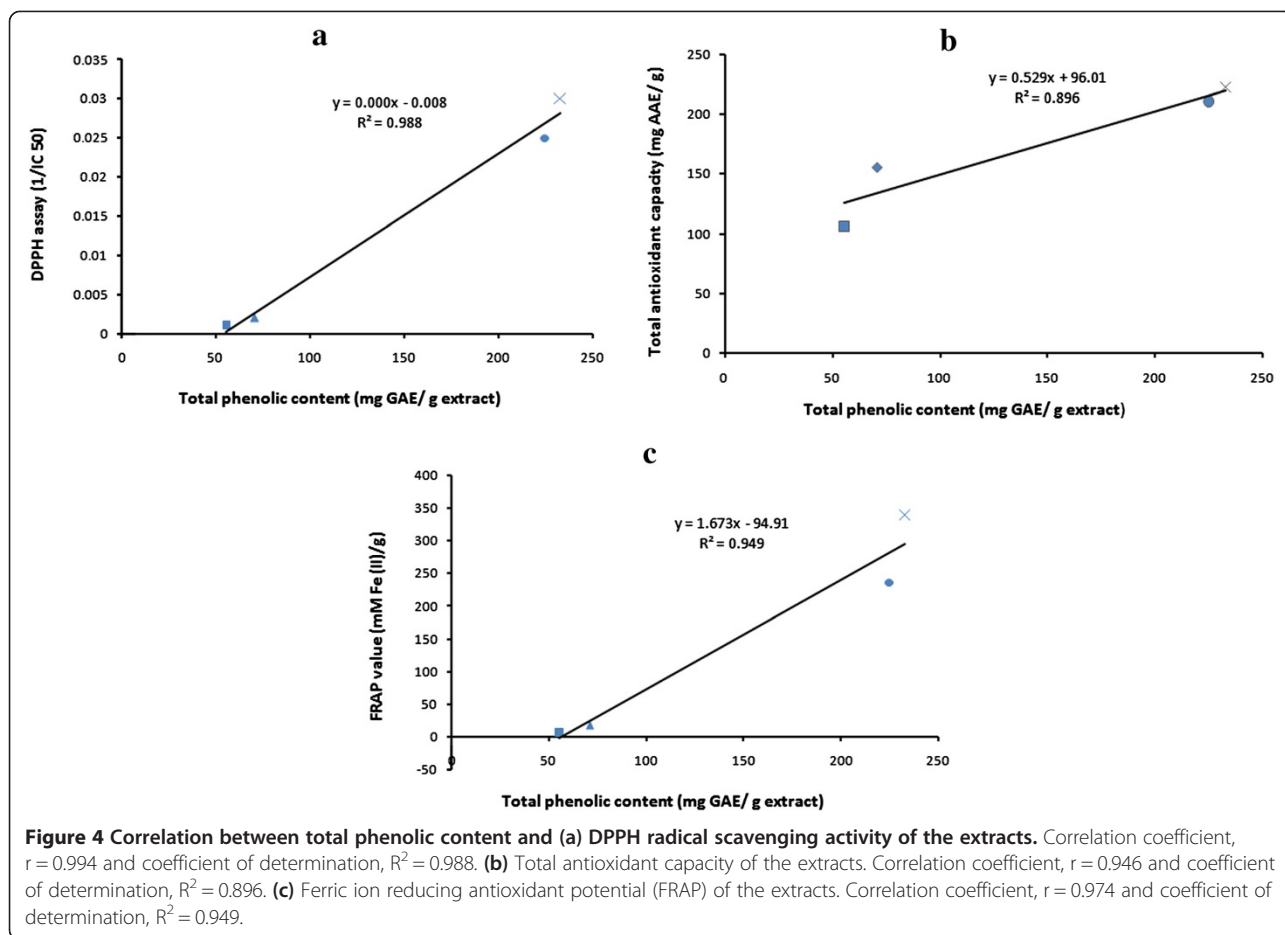 a
0.035
0.03
0.025
0.02
0.015
0.01
0.005
0
y = 0.000x - 0.008
R² = 0.988
DPPH assay (1/IC 50)
0 50 100 150 200 250
Total phenolic content (mg GAE/ g extract)
b
250
200
150
100
50
0
y = 0.529x + 96.01
R² = 0.896
Total antioxidant capacity (mg AAE/ g)
0 50 100 150 200 250
Total phenolic content (mg GAE/ g extract)
c
400
350
300
250
200
150
100
50
0
-50
y = 1.673x - 94.91
R² = 0.949
FRAP value (mM Fe (II)/g)
0 50 100 150 200 250
Total phenolic content (mg GAE/ g extract)
Figure 4 Correlation between total phenolic content and (a) DPPH radical scavenging activity of the extracts. Correlation coefficient,
r = 0.994 and coefficient of determination, R² = 0.988. (b) Total antioxidant capacity of the extracts. Correlation coefficient, r = 0.946 and coefficient
of determination, R² = 0.896. (c) Ferric ion reducing antioxidant potential (FRAP) of the extracts. Correlation coefficient, r = 0.974 and coefficient of
determination, R² = 0.949.